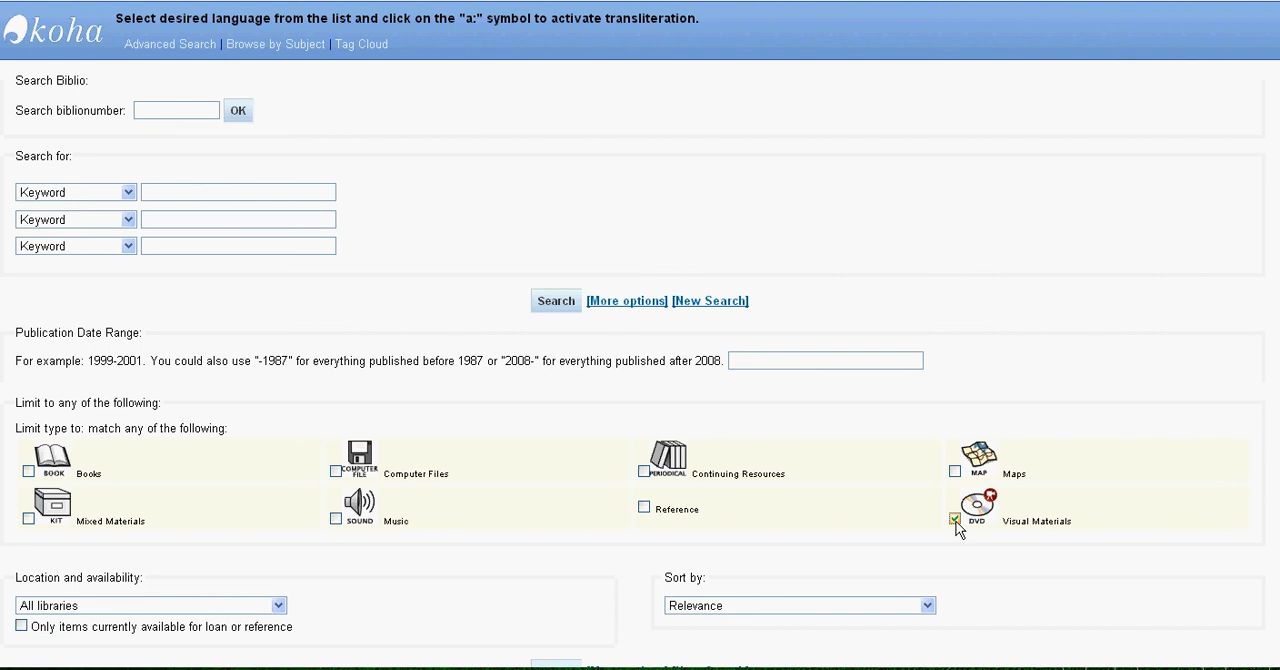 koha
Select desired language from the list and click on the "a:" symbol to activate transliteration.
Advanced Search | Browse by Subject | Tag Cloud
Search Biblio:
Search biblionumber: OK
Search for:
Keyword
Keyword
Keyword
Search [More options] [New Search]
Publication Date Range:
For example: 1999-2001. You could also use "-1987" for everything published before 1987 or "2008-" for everything published after 2008.
Limit to any of the following:
Limit type to: match any of the following:
BOOK Books COMPUTER FILE Computer Files PERIODICAL Continuing Resources MAP Maps
KIT Mixed Materials SOUND Music Reference DVD Visual Materials
Location and availability: Sort by:
All libraries Relevance
Only items currently available for loan or reference